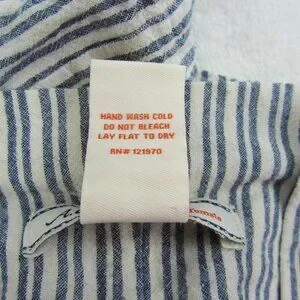 HAND WASH COLD
DO NOT BLEACH
LAY FLAT TO DRY
RN# 121970